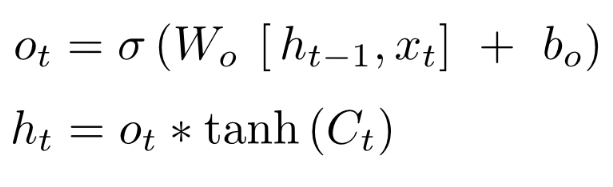 o_t = σ (W_o [h_{t−1}, x_t] + b_o)
h_t = o_t * tanh (C_t)